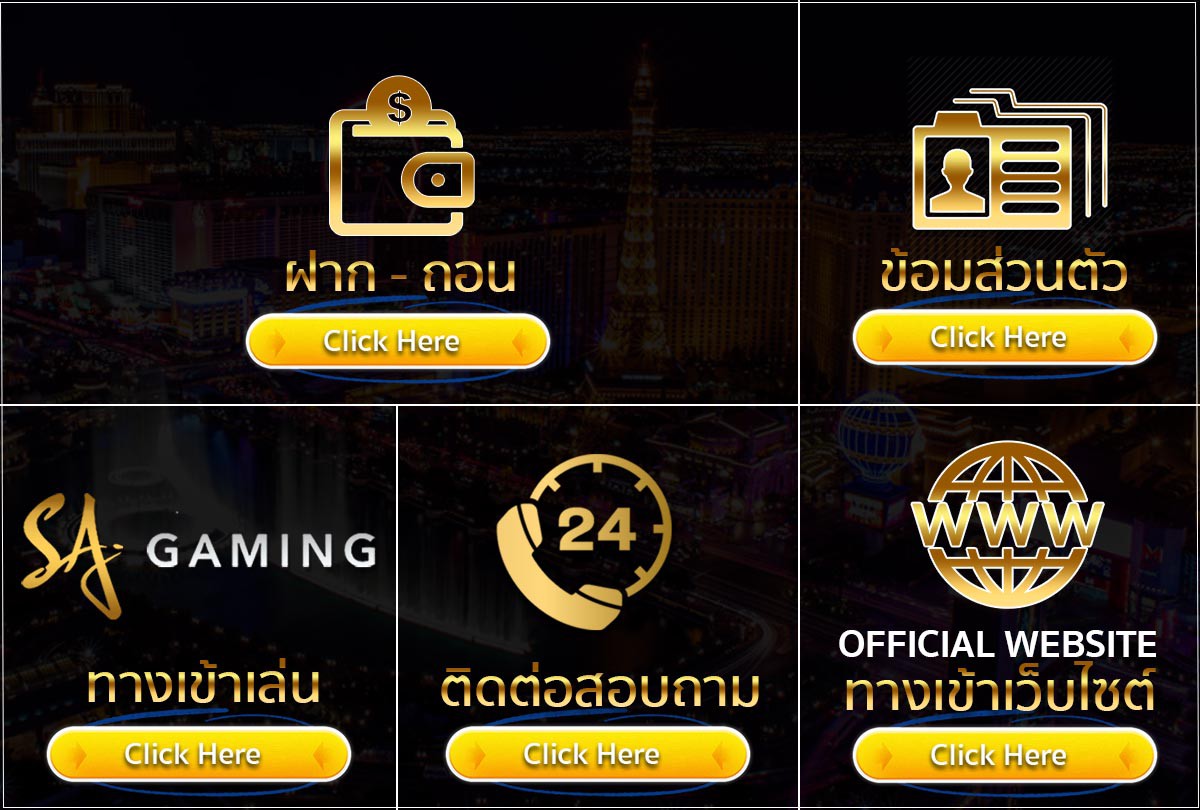 $
ฝาก - ถอน
Click Here
ข้อมส่วนตัว
Click Here
SA GAMING
ทางเข้าเล่น
Click Here
24
ติดต่อสอบถาม
Click Here
WWW
OFFICIAL WEBSITE
ทางเข้าเว็บไซต์
Click Here